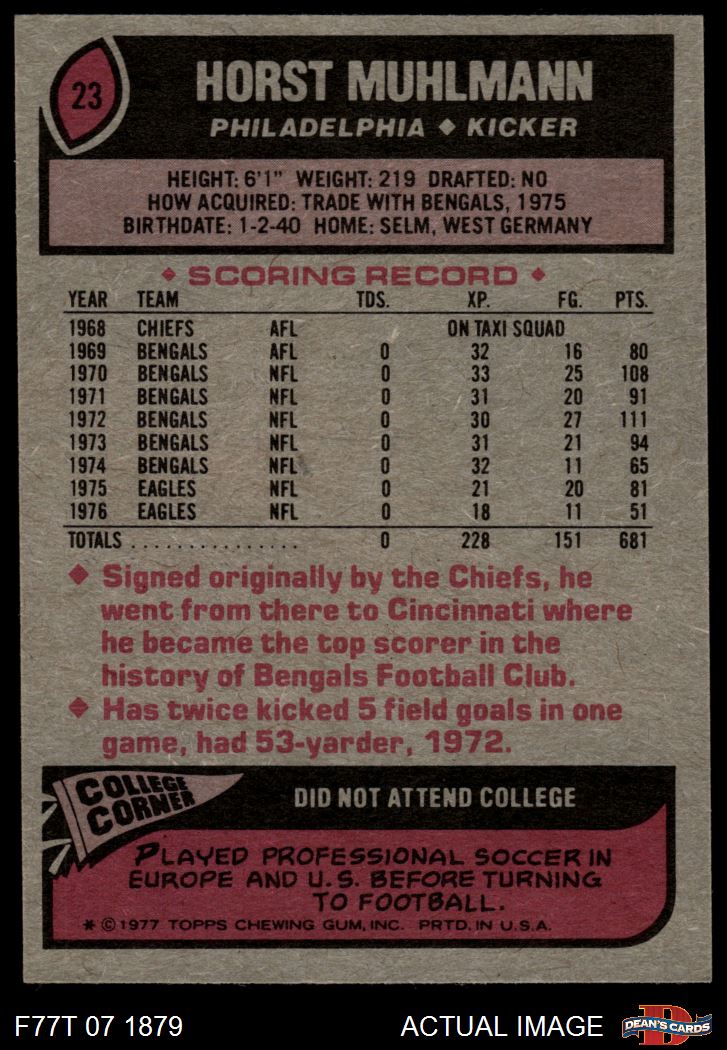 23
HORST MUHLMANN
PHILADELPHIA ◆ KICKER
HEIGHT: 6'1" WEIGHT: 219 DRAFTED: NO
HOW ACQUIRED: TRADE WITH BENGALS, 1975
BIRTHDATE: 1-2-40 HOME: SELM, WEST GERMANY
◆ SCORING RECORD ◆
YEAR TEAM TDS. XP. FG. PTS.
1968 CHIEFS AFL ON TAXI SQUAD
1969 BENGALS AFL 0 32 16 80
1970 BENGALS NFL 0 33 25 108
1971 BENGALS NFL 0 31 20 91
1972 BENGALS NFL 0 30 27 111
1973 BENGALS NFL 0 31 21 94
1974 BENGALS NFL 0 32 11 65
1975 EAGLES NFL 0 21 20 81
1976 EAGLES NFL 0 18 11 51
TOTALS ................ 0 228 151 681
◆ Signed originally by the Chiefs, he
went from there to Cincinnati where
he became the top scorer in the
history of Bengals Football Club.
◆ Has twice kicked 5 field goals in one
game, had 53-yarder, 1972.
COLLEGE
CORNER
DID NOT ATTEND COLLEGE
PLAYED PROFESSIONAL SOCCER IN
EUROPE AND U.S. BEFORE TURNING
TO FOOTBALL.
* © 1977 TOPPS CHEWING GUM, INC. PRTD. IN U.S.A.
F77T 07 1879 ACTUAL IMAGE
D
DEAN'S CARDS